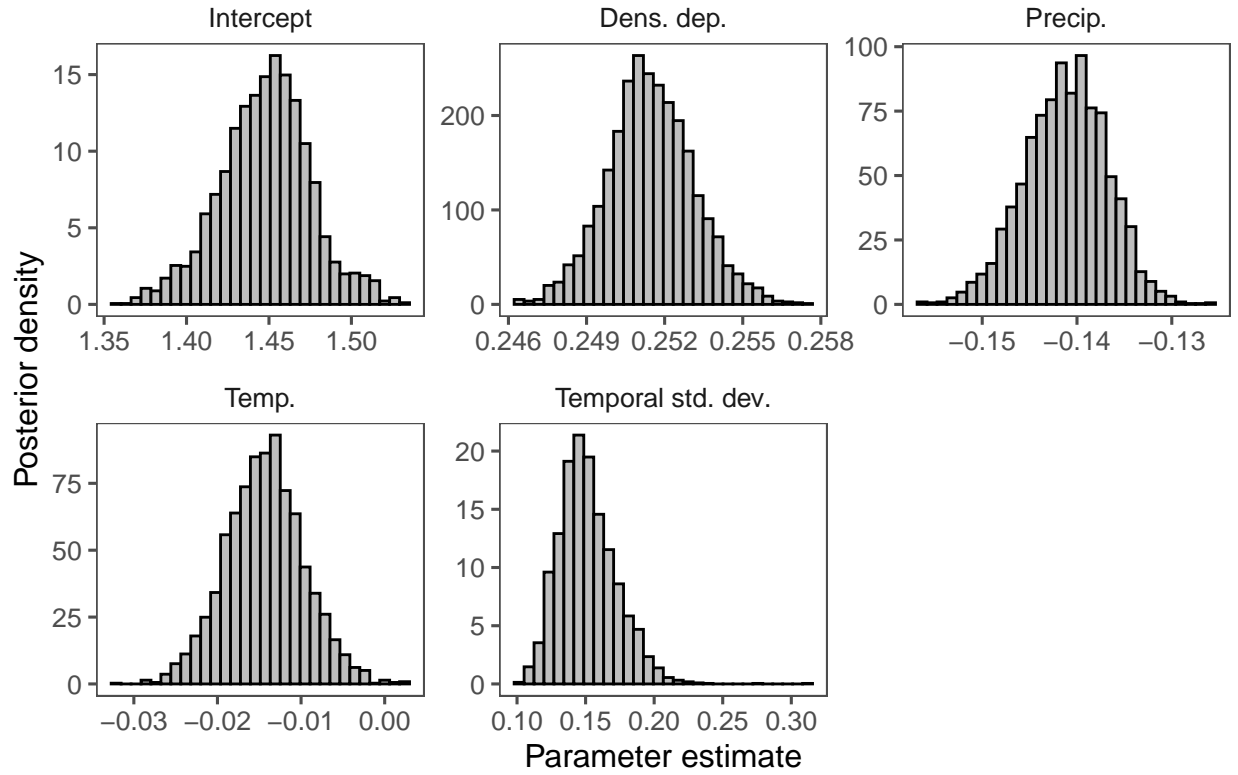 Intercept
Dens. dep.
Precip.
15
10
5
0
1.35 1.40 1.45 1.50
200
100
0
0.246 0.249 0.252 0.255 0.258
100
75
50
25
0
−0.15 −0.14 −0.13
Posterior density
Temp.
Temporal std. dev.
75
50
25
0
−0.03 −0.02 −0.01 0.00
20
15
10
5
0
0.10 0.15 0.20 0.25 0.30
Parameter estimate